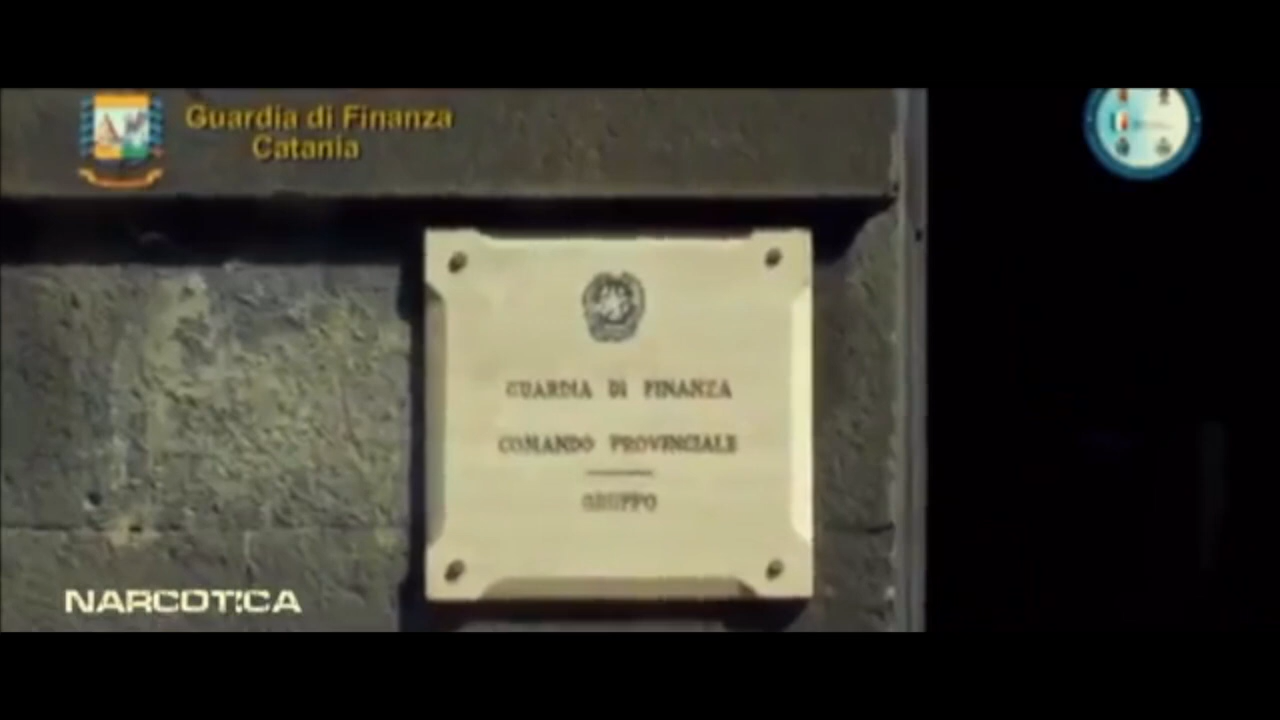 Guardia di Finanza
Catania
GUARDIA DI FINANZA
COMANDO PROVINCIALE
GRUPPO
NARCOTICA